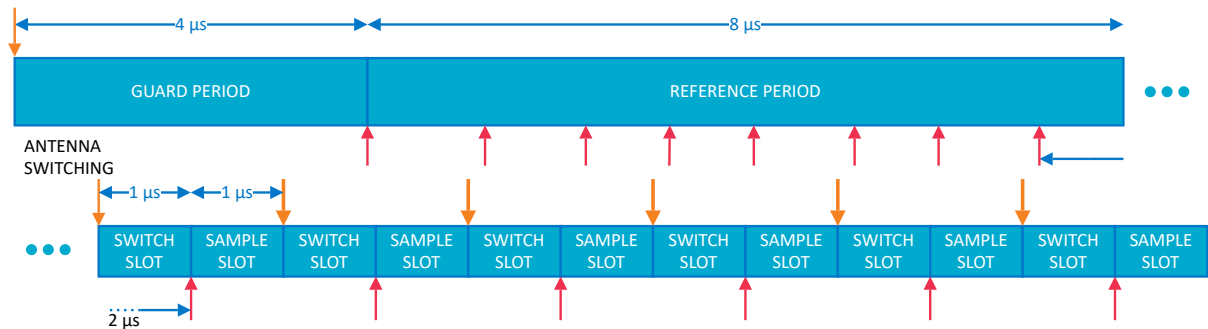 4 µs
8 µs
GUARD PERIOD
REFERENCE PERIOD
ANTENNA
SWITCHING
1 µs
1 µs
SWITCH SLOT
SAMPLE SLOT
SWITCH SLOT
SAMPLE SLOT
SWITCH SLOT
SAMPLE SLOT
SWITCH SLOT
SAMPLE SLOT
SWITCH SLOT
SAMPLE SLOT
SWITCH SLOT
SAMPLE SLOT
2 µs